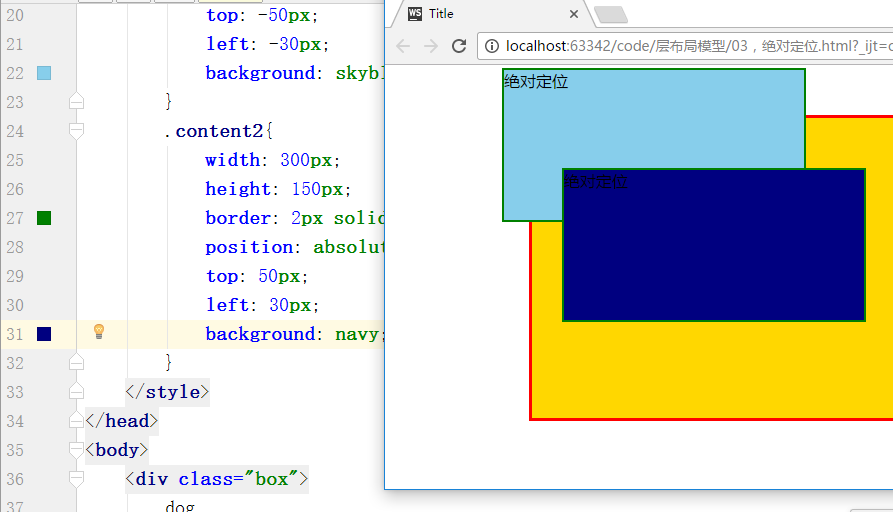 20 top: -50px;
21 left: -30px;
22 background: skybl
23 }
24 .content2{
25 width: 300px;
26 height: 150px;
27 border: 2px solid
28 position: absolut
29 top: 50px;
30 left: 30px;
31 background: navy;
32 }
33 </style>
34 </head>
35 <body>
36 <div class="box">
37 dog
WS Title
localhost:63342/code/层布局模型/03，绝对定位.html?_ijt=c
绝对定位
绝对定位